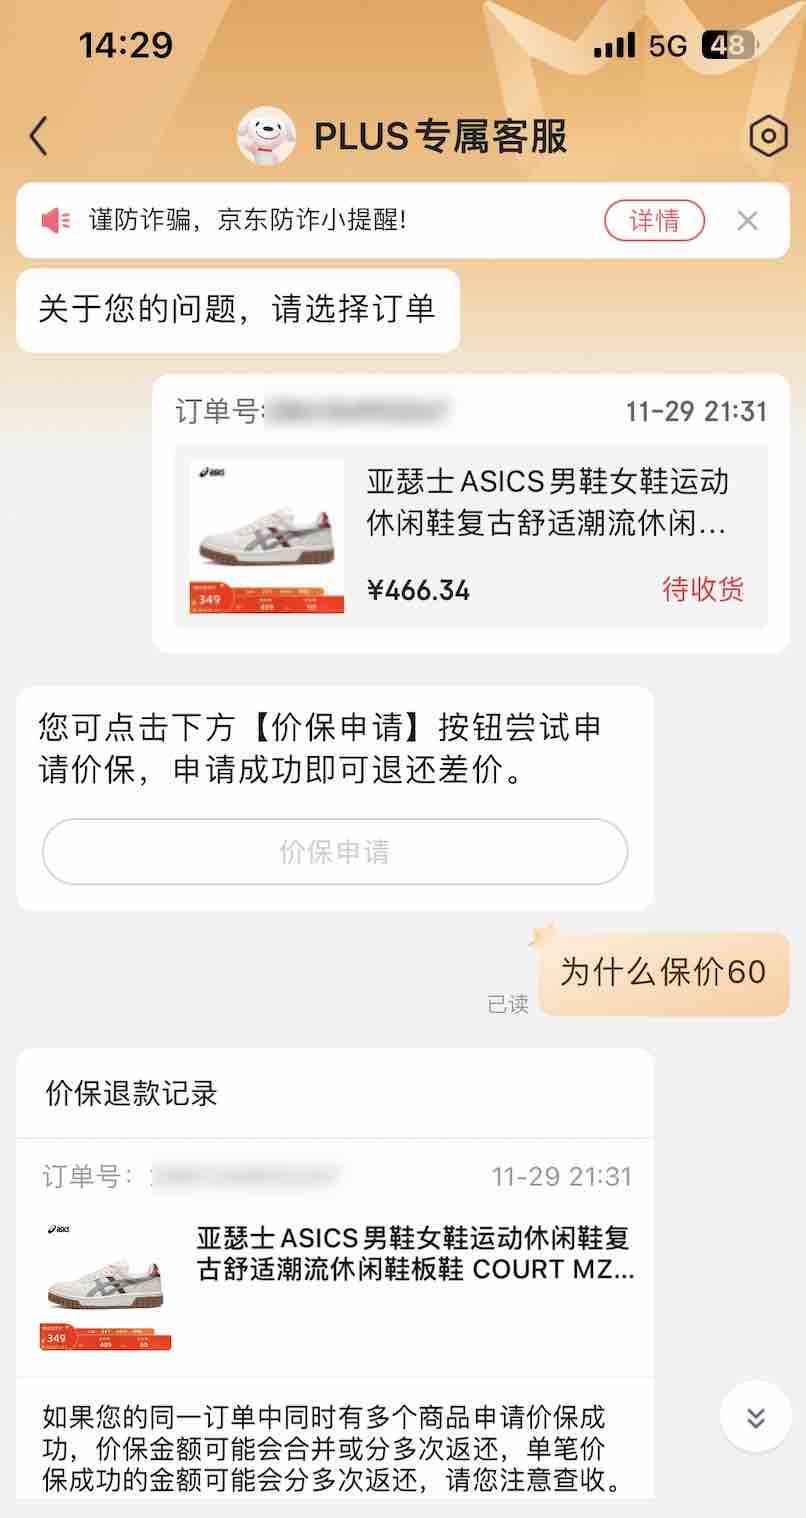 14:29
5G
48
PLUS专属客服
谨防诈骗，京东防诈小提醒!
详情
关于您的问题，请选择订单
订单号:
11-29 21:31
asics
亚瑟士ASICS男鞋女鞋运动
休闲鞋复古舒适潮流休闲...
349
¥466.34
待收货
您可点击下方【价保申请】按钮尝试申
请价保，申请成功即可退还差价。
价保申请
为什么保价60
已读
价保退款记录
订单号：
11-29 21:31
asics
亚瑟士ASICS男鞋女鞋运动休闲鞋复
古舒适潮流休闲鞋板鞋 COURT MZ...
349
如果您的同一订单中同时有多个商品申请价保成
功，价保金额可能会合并或分多次返还，单笔价
保成功的金额可能会分多次返还，请您注意查收。